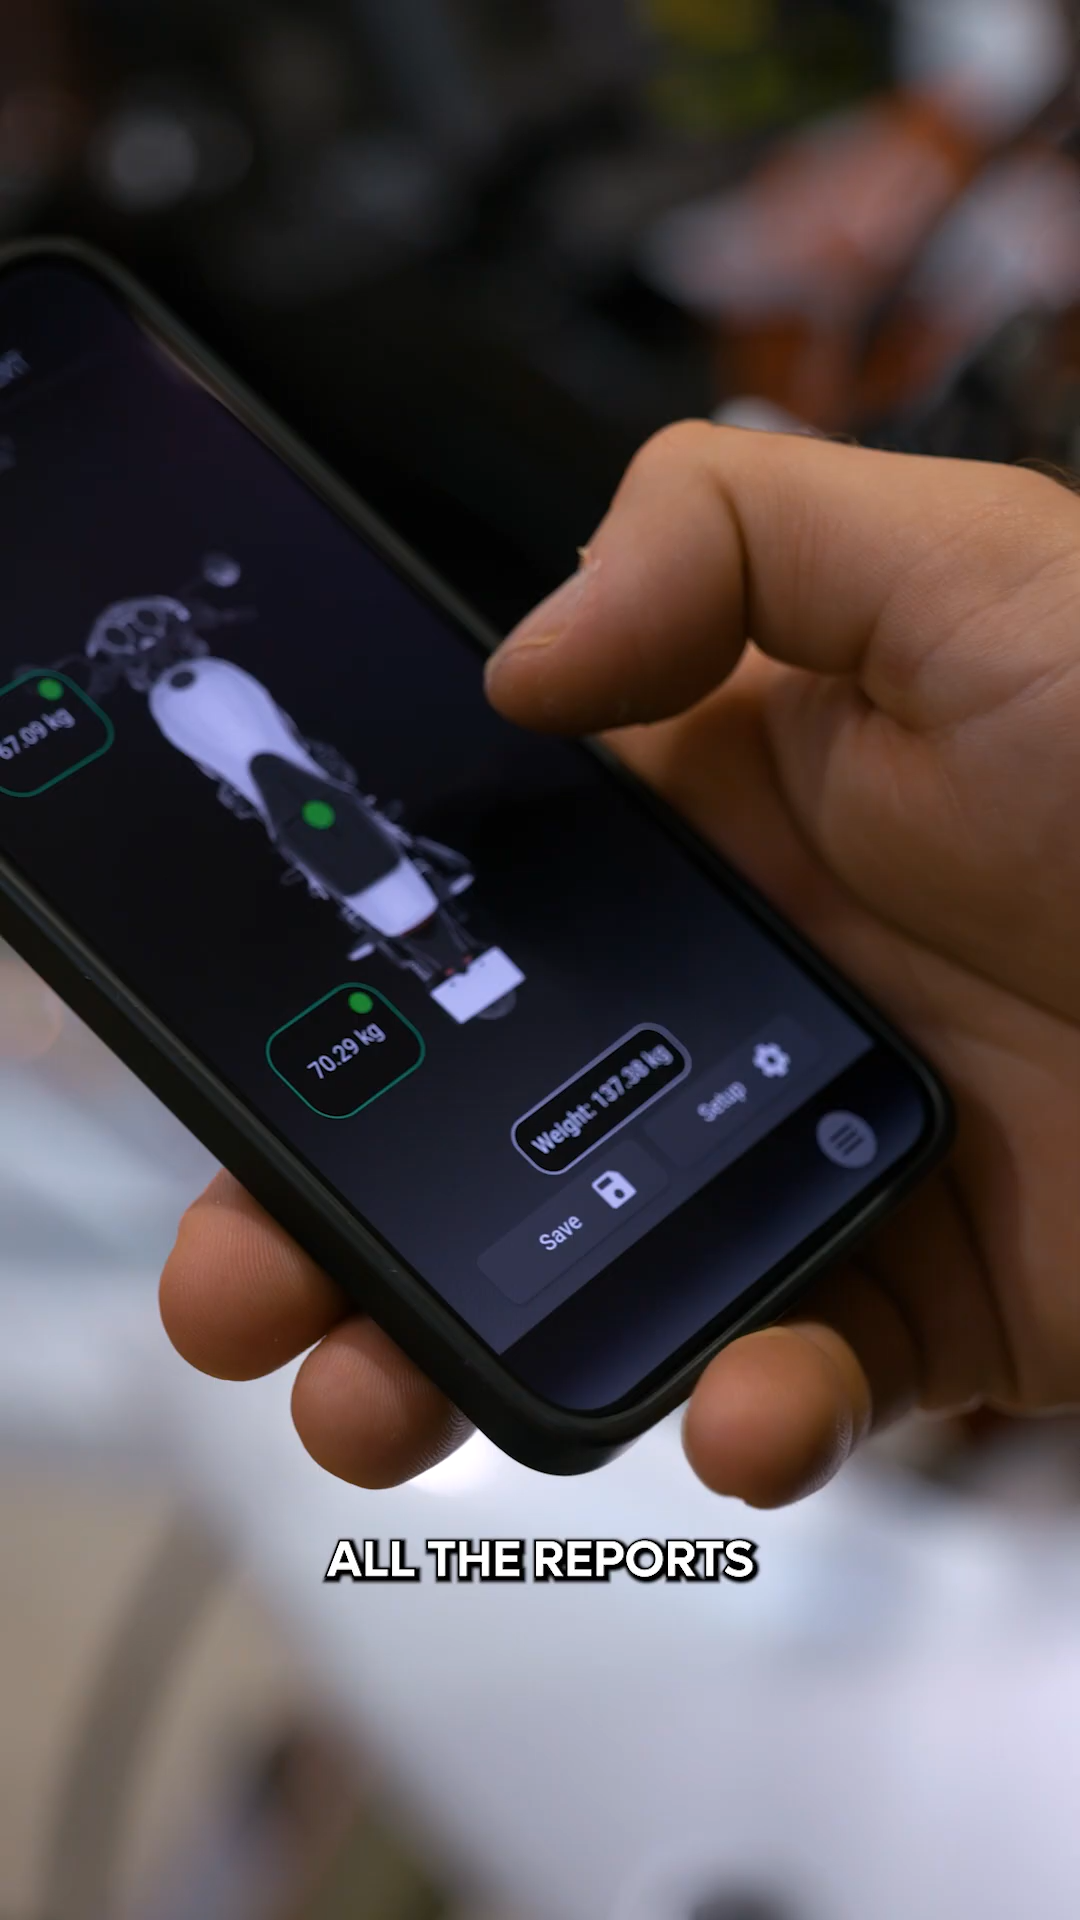 67.09 kg
70.29 kg
Weight: 137.38 kg
Setup
Save
ALL THE REPORTS